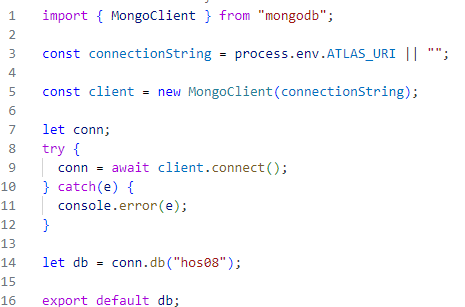 1 import { MongoClient } from "mongodb";
2
3 const connectionString = process.env.ATLAS_URI || "";
4
5 const client = new MongoClient(connectionString);
6
7 let conn;
8 try {
9   conn = await client.connect();
10 } catch(e) {
11   console.error(e);
12 }
13
14 let db = conn.db("hos08");
15
16 export default db;